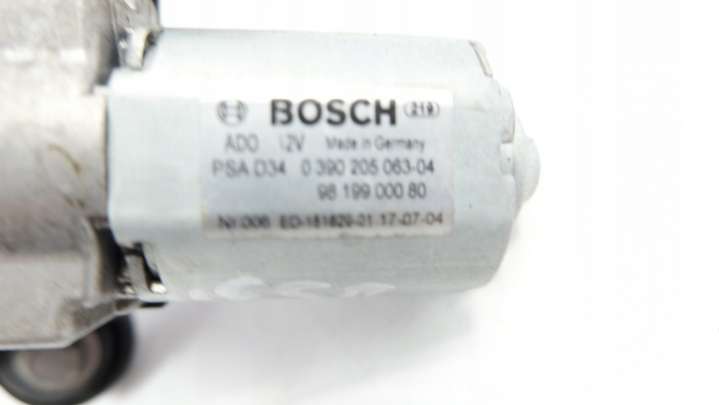 BOSCH 219
ADO 12V Made in Germany
PSA D34 0 390 205 063-04
98 199 000 80
Nr.006 ED-181829-01 17-07-04